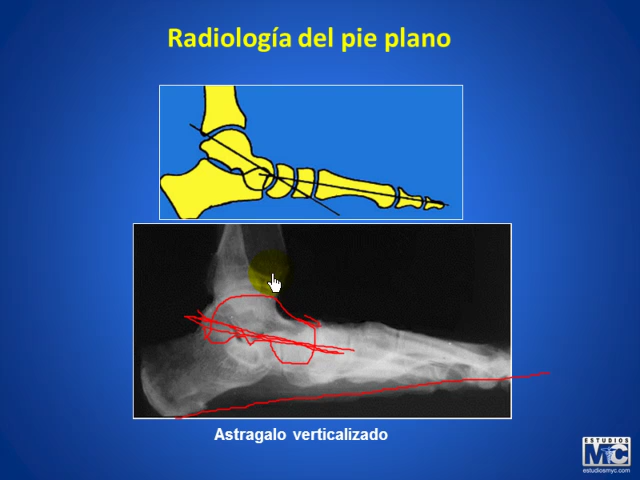 Radiología del pie plano
Astragalo verticalizado
ESTUDIOS
MYC
estudiosmyc.com